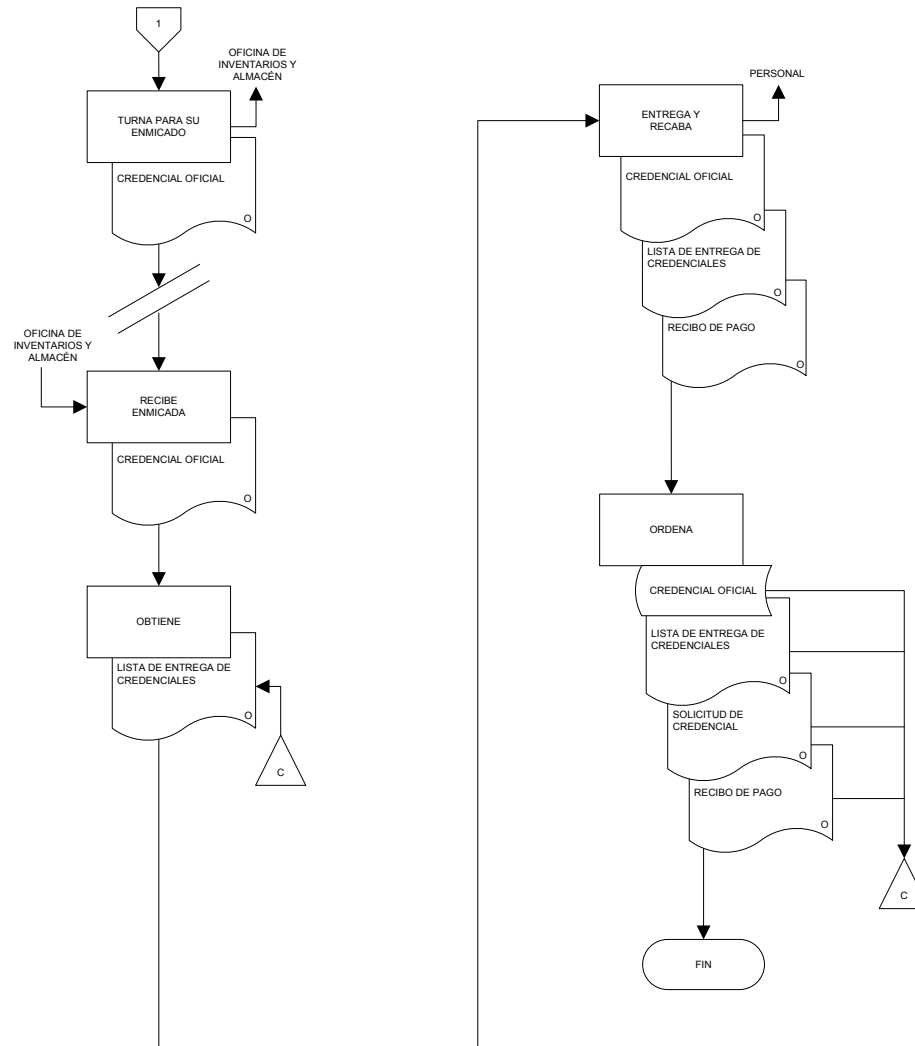 1
OFICINA DE
INVENTARIOS Y
ALMACÉN
TURNA PARA SU
ENMICADO
CREDENCIAL OFICIAL
O
OFICINA DE
INVENTARIOS Y
ALMACÉN
RECIBE
ENMICADA
CREDENCIAL OFICIAL
O
OBTIENE
LISTA DE ENTREGA DE
CREDENCIALES
O
C
PERSONAL
ENTREGA Y
RECABA
CREDENCIAL OFICIAL
O
LISTA DE ENTREGA DE
CREDENCIALES
O
RECIBO DE PAGO
O
ORDENA
CREDENCIAL OFICIAL
LISTA DE ENTREGA DE
CREDENCIALES
O
SOLICITUD DE
CREDENCIAL
O
RECIBO DE PAGO
O
C
FIN